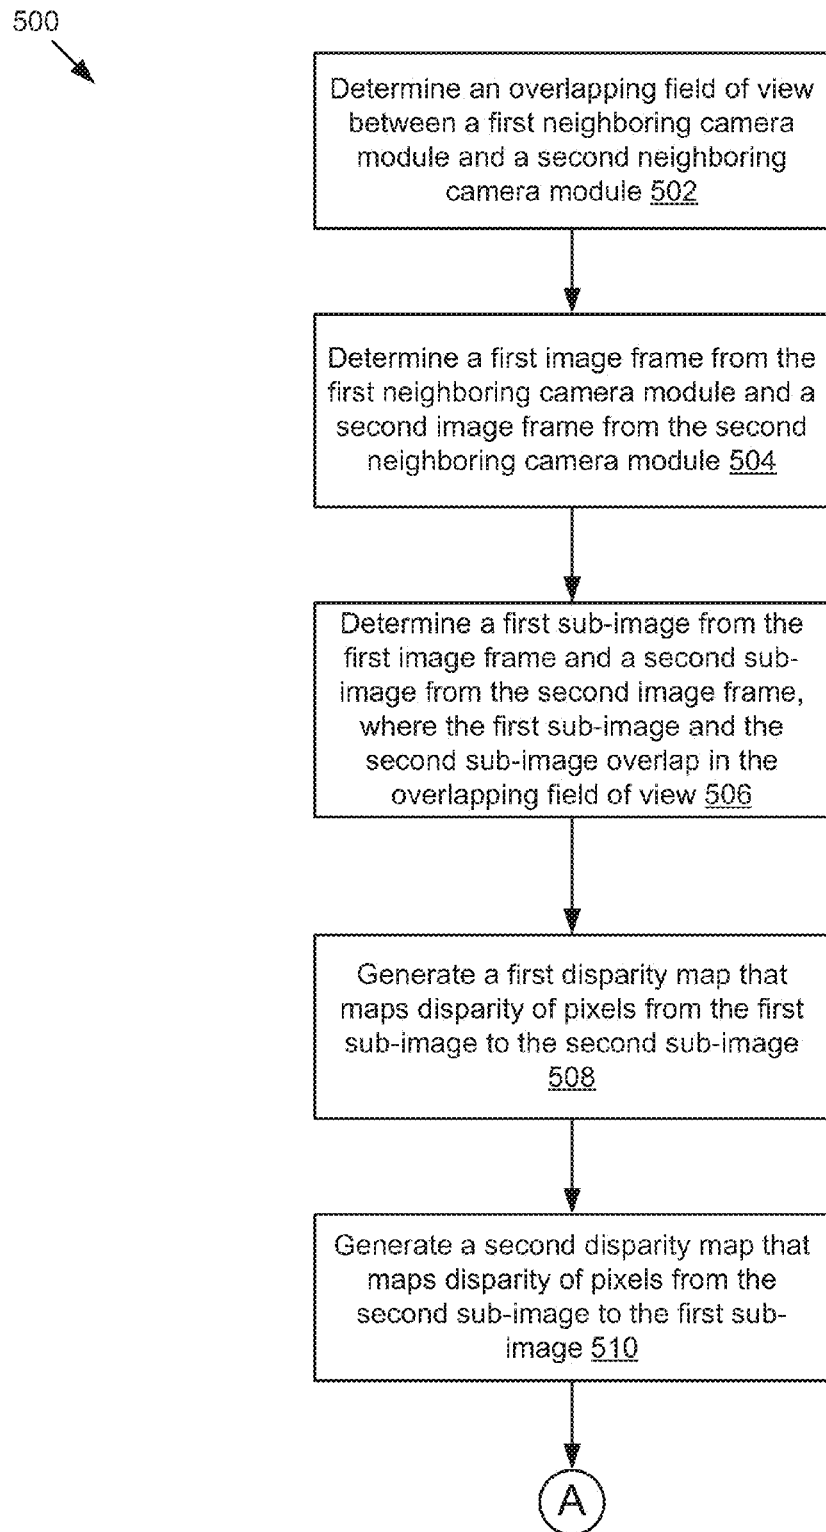 500
Determine an overlapping field of view
between a first neighboring camera
module and a second neighboring
camera module 502
Determine a first image frame from the
first neighboring camera module and a
second image frame from the second
neighboring camera module 504
Determine a first sub-image from the
first image frame and a second sub-
image from the second image frame,
where the first sub-image and the
second sub-image overlap in the
overlapping field of view 506
Generate a first disparity map that
maps disparity of pixels from the first
sub-image to the second sub-image
508
Generate a second disparity map that
maps disparity of pixels from the
second sub-image to the first sub-
image 510
A